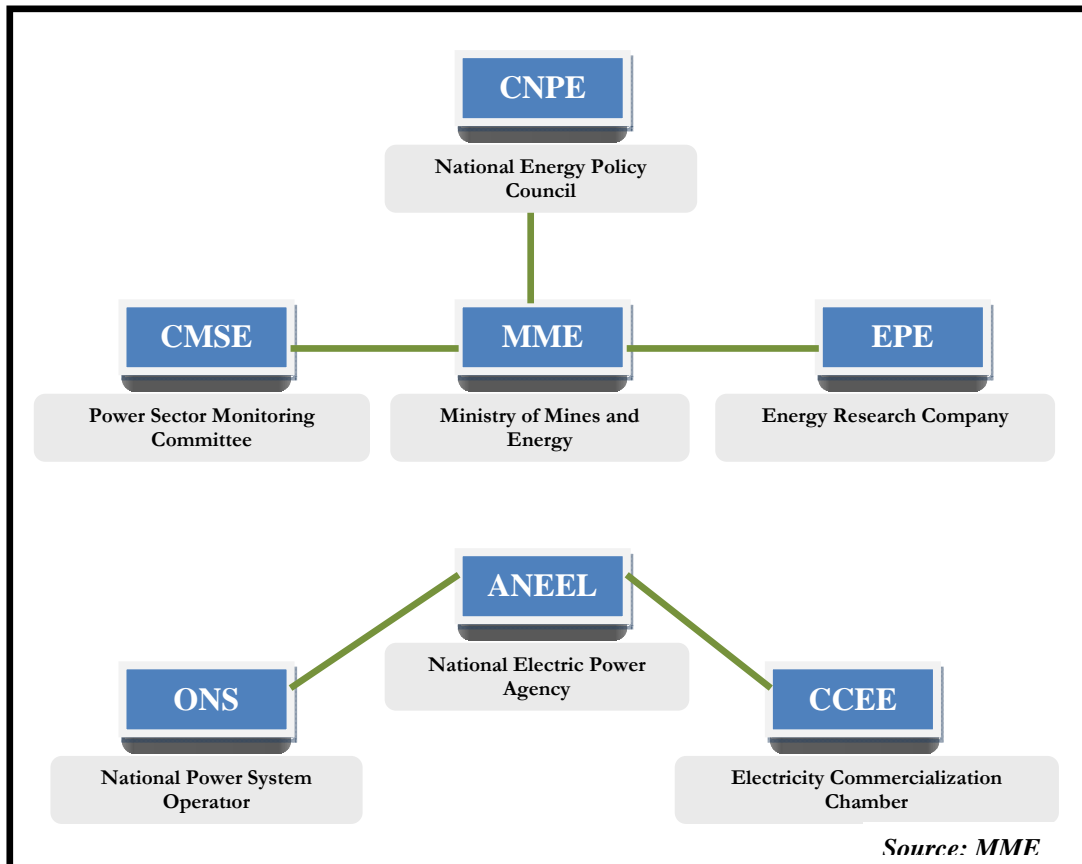 CNPE
National Energy Policy
Council
CMSE
MME
EPE
Power Sector Monitoring
Committee
Ministry of Mines and
Energy
Energy Research Company
ANEEL
National Electric Power
Agency
ONS
CCEE
National Power System
Operatior
Electricity Commercialization
Chamber
Source: MME